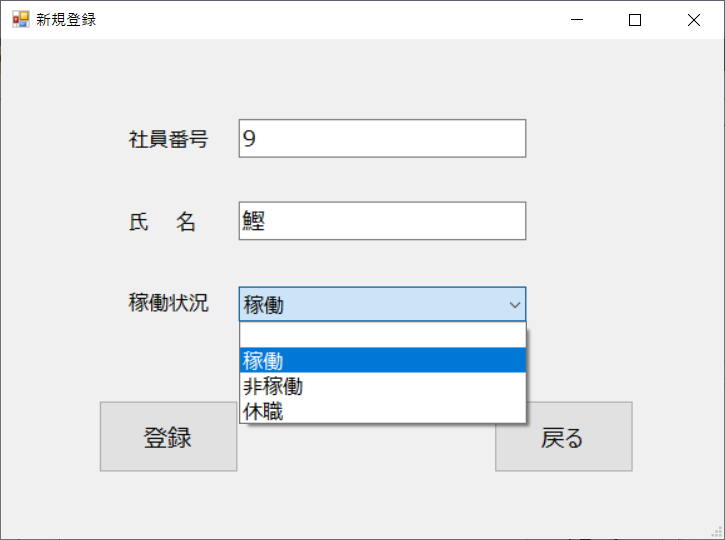 新規登録
社員番号 9
氏 名 鰹
稼働状況 稼働
稼働
非稼働
休職
登録 戻る